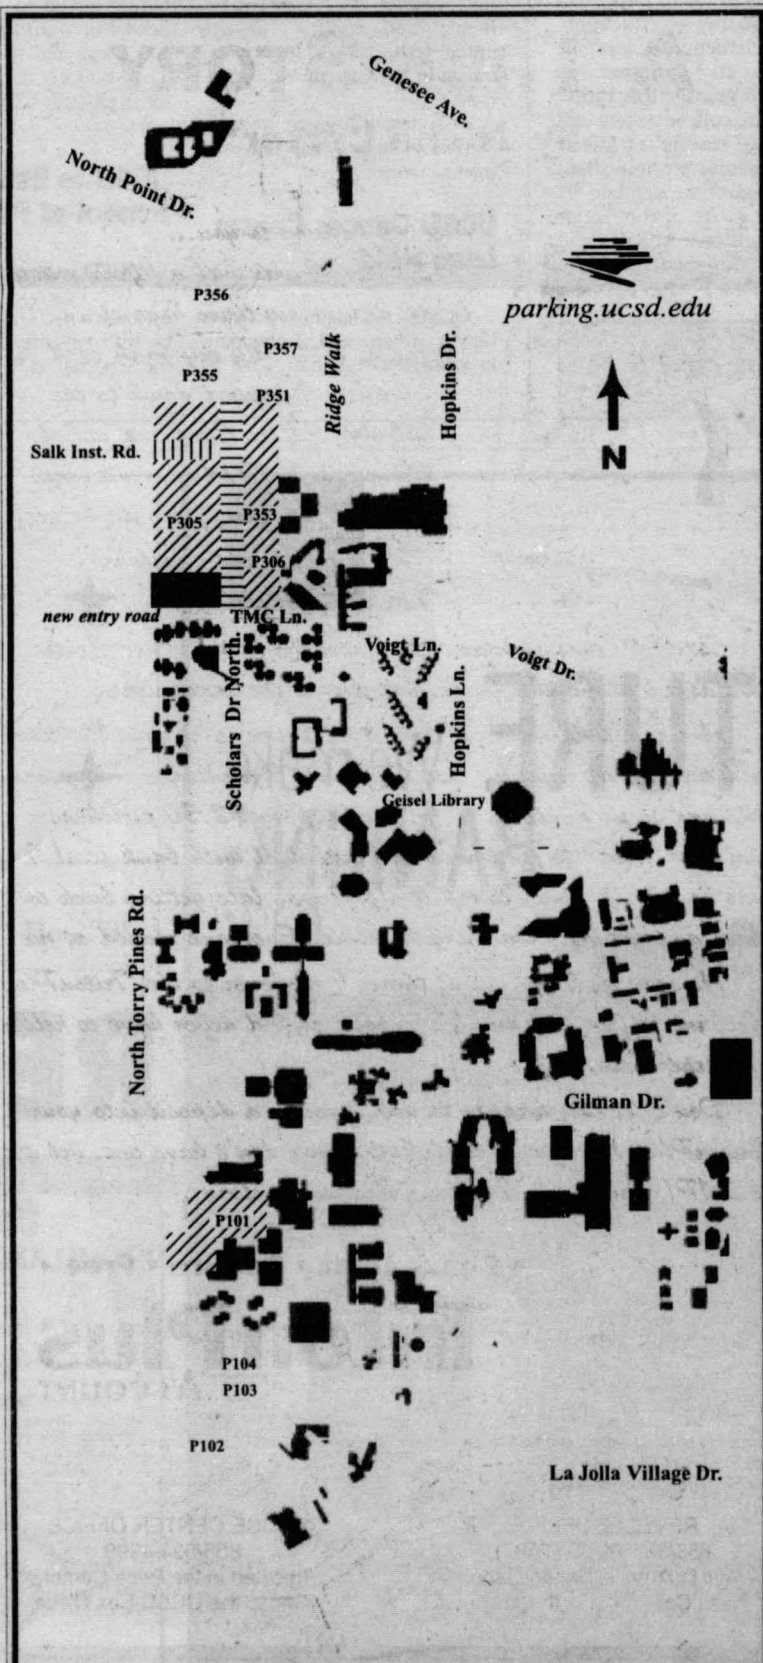 Genesee Ave.
North Point Dr.
P356
parking.ucsd.edu
Ridge Walk
Hopkins Dr.
P357
P355
P351
N
Salk Inst. Rd.
P305
P353
P306
new entry road
TMC Ln.
Voigt Ln.
Voigt Dr.
Scholars Dr North.
Hopkins Ln.
Geisel Library
North Torry Pines Rd.
Gilman Dr.
P101
P104
P103
P102
La Jolla Village Dr.